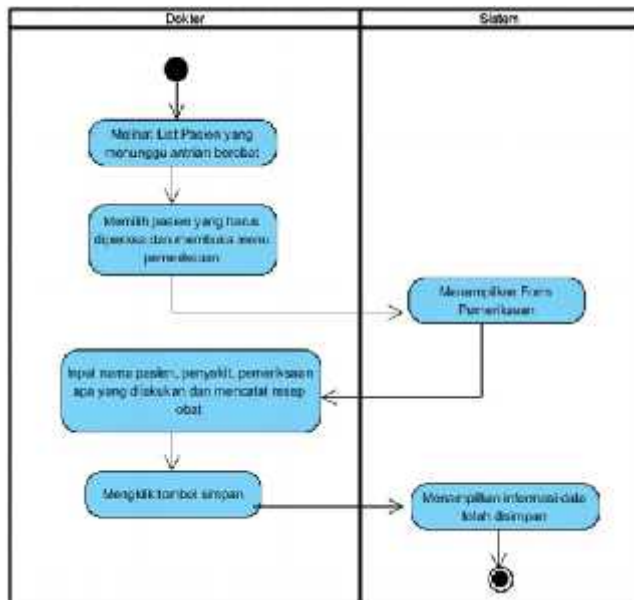 Dokter
Sistem
Melihat List Pasien yang
menunggu antrian berobat
Memilih pasien yang harus
diperiksa dan membuka menu
pemeriksaan
Menampilkan Form
Pemeriksaan
Input nama pasien, penyakit, pemeriksaan
apa yang dilakukan dan mencatat resep
obat
Mengklik tombol simpan
Menampilkan informasi data
telah disimpan